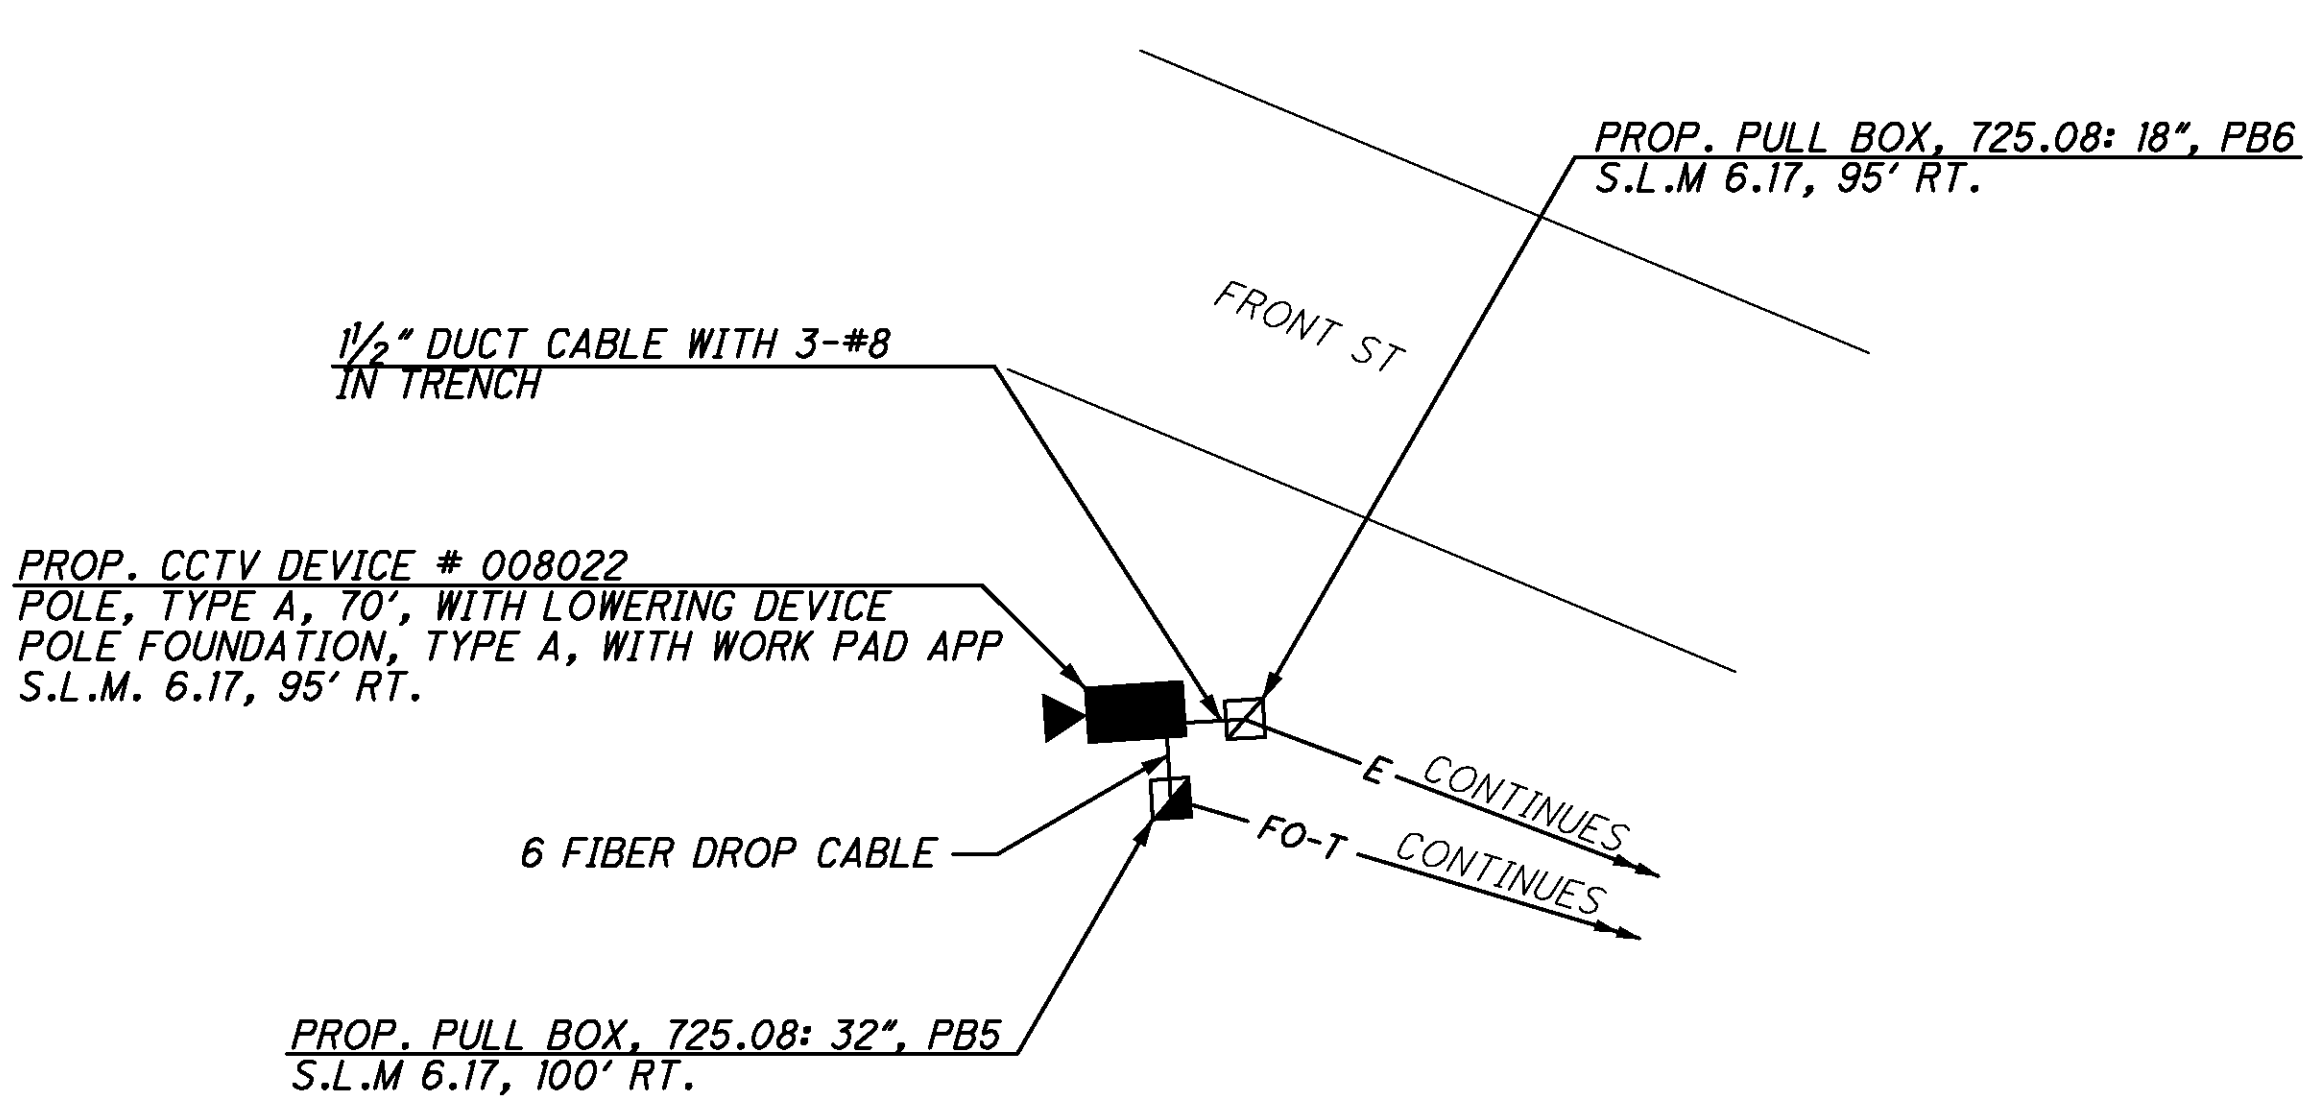 PROP. PULL BOX, 725.08: 18", PB6
S.L.M 6.17, 95' RT.
FRONT ST
1½" DUCT CABLE WITH 3-#8
IN TRENCH
PROP. CCTV DEVICE # 008022
POLE, TYPE A, 70', WITH LOWERING DEVICE
POLE FOUNDATION, TYPE A, WITH WORK PAD APP
S.L.M. 6.17, 95' RT.
E CONTINUES
FO-T CONTINUES
6 FIBER DROP CABLE
PROP. PULL BOX, 725.08: 32", PB5
S.L.M 6.17, 100' RT.